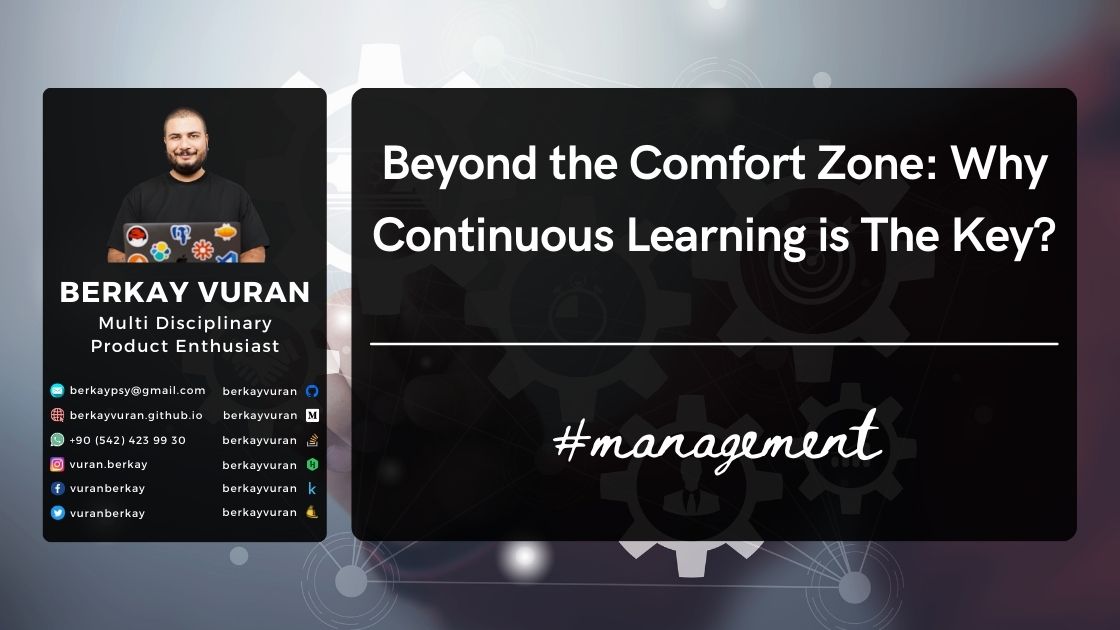 BERKAY VURAN
Multi Disciplinary
Product Enthusiast
berkaypsy@gmail.com
berkayvuran.github.io
+90 (542) 423 99 30
vuran.berkay
vuranberkay
vuranberkay
berkayvuran
berkayvuran M
berkayvuran
berkayvuran
berkayvuran k
berkayvuran
Beyond the Comfort Zone: Why
Continuous Learning is The Key?
#management